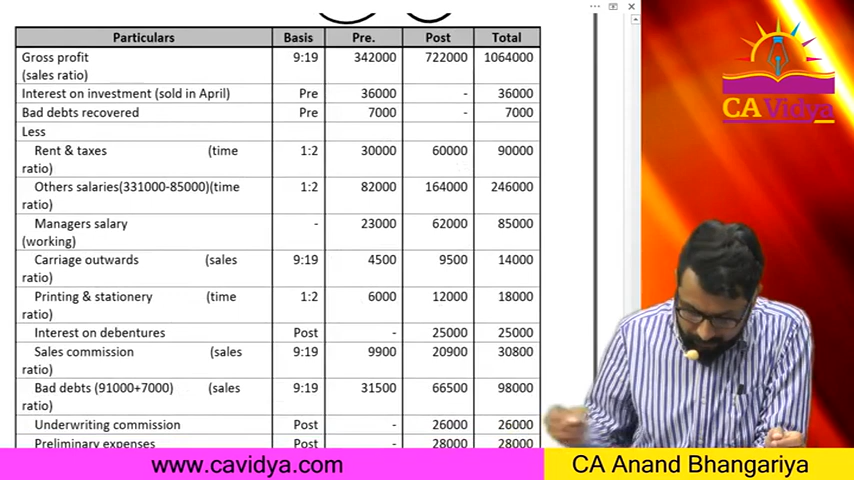 Particulars Basis Pre. Post Total
Gross profit 9:19 342000 722000 1064000
(sales ratio)
Interest on investment (sold in April) Pre 36000 - 36000
Bad debts recovered Pre 7000 - 7000
Less
Rent & taxes (time 1:2 30000 60000 90000
ratio)
Others salaries(331000-85000)(time 1:2 82000 164000 246000
ratio)
Managers salary - 23000 62000 85000
(working)
Carriage outwards (sales 9:19 4500 9500 14000
ratio)
Printing & stationery (time 1:2 6000 12000 18000
ratio)
Interest on debentures Post - 25000 25000
Sales commission (sales 9:19 9900 20900 30800
ratio)
Bad debts (91000+7000) (sales 9:19 31500 66500 98000
ratio)
Underwriting commission Post - 26000 26000
Preliminary expenses Post - 28000 28000
CA Vidya
www.cavidya.com
CA Anand Bhangariya